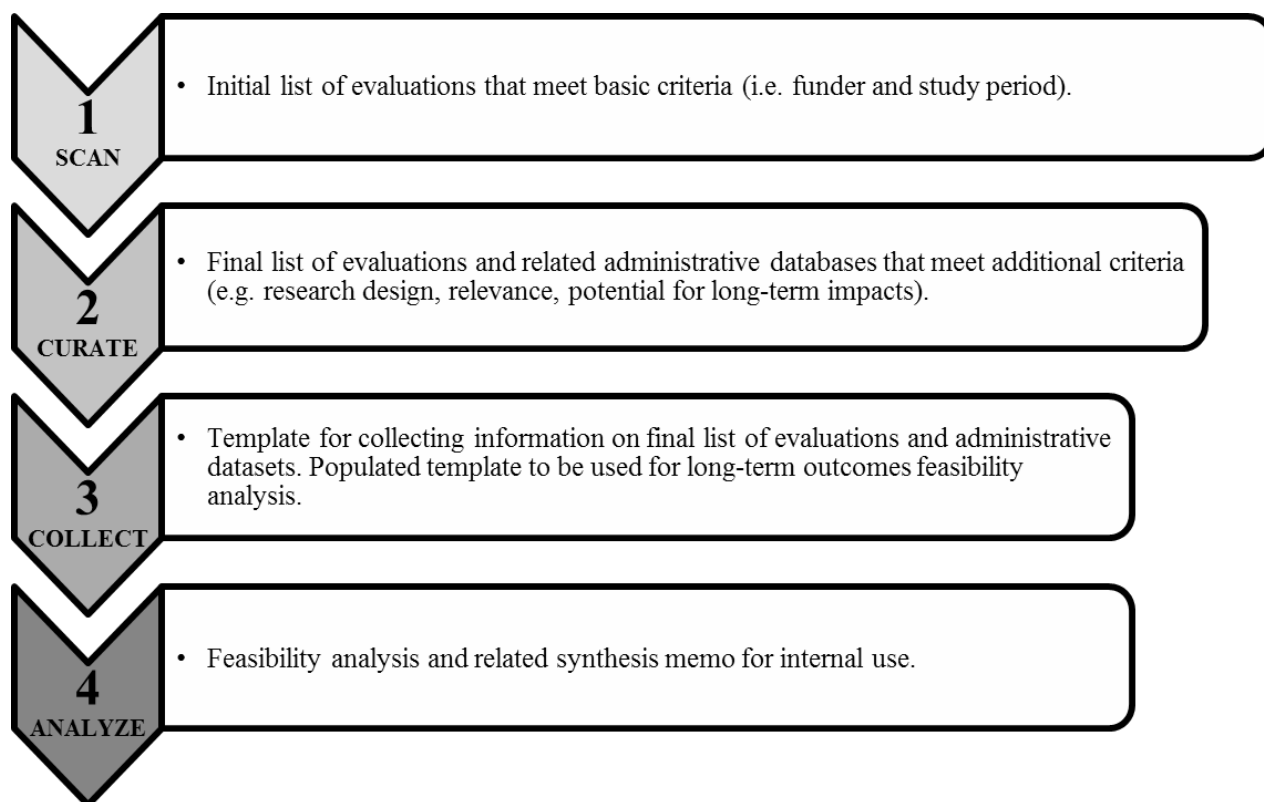 1
SCAN
• Initial list of evaluations that meet basic criteria (i.e. funder and study period).
2
CURATE
• Final list of evaluations and related administrative databases that meet additional criteria
(e.g. research design, relevance, potential for long-term impacts).
3
COLLECT
• Template for collecting information on final list of evaluations and administrative
datasets. Populated template to be used for long-term outcomes feasibility
analysis.
4
ANALYZE
• Feasibility analysis and related synthesis memo for internal use.